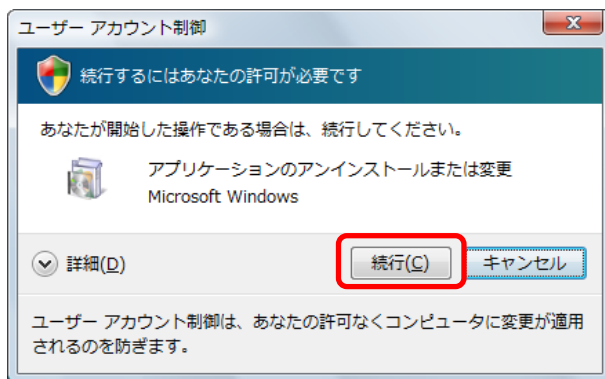 ユーザー アカウント制御
続行するにはあなたの許可が必要です
あなたが開始した操作である場合は、続行してください。
アプリケーションのアンインストールまたは変更
Microsoft Windows
詳細(D)
続行(C)
キャンセル
ユーザー アカウント制御は、あなたの許可なくコンピュータに変更が適用
されるのを防ぎます。